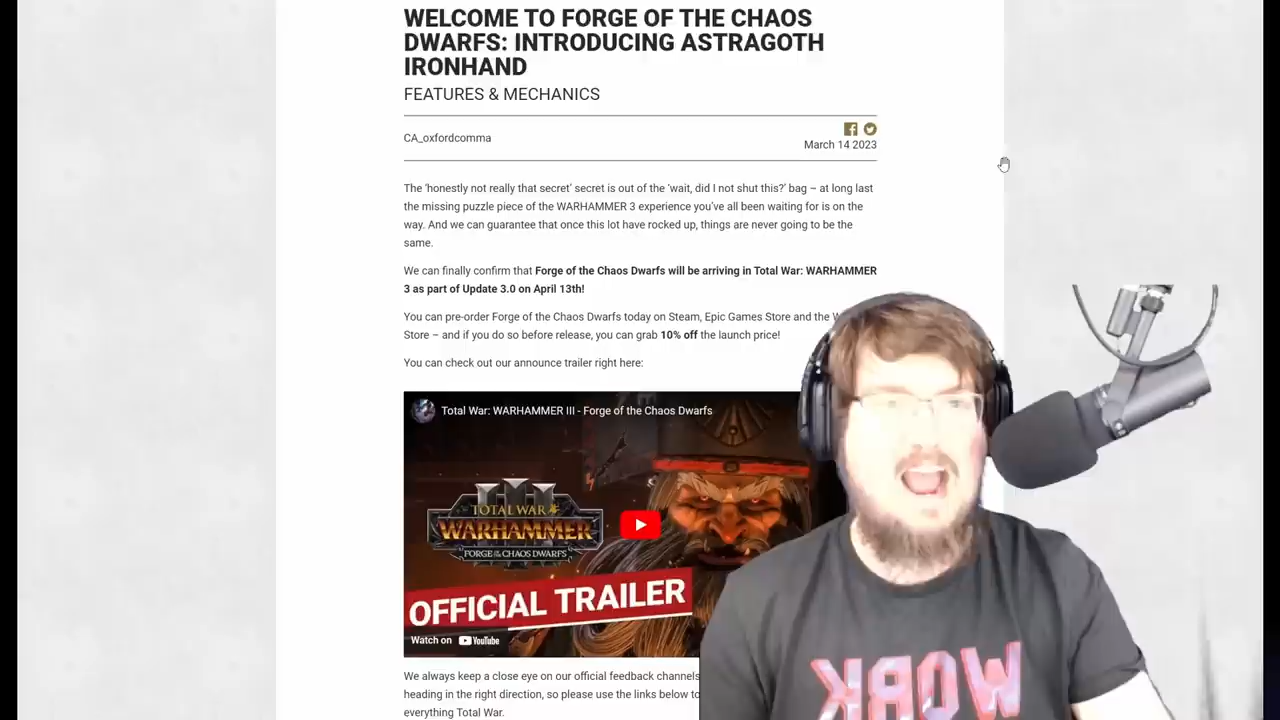 WELCOME TO FORGE OF THE CHAOS
DWARFS: INTRODUCING ASTRAGOTH
IRONHAND
FEATURES & MECHANICS
CA_oxfordcomma
March 14 2023
The ‘honestly not really that secret’ secret is out of the ‘wait, did I not shut this?’ bag – at long last
the missing puzzle piece of the WARHAMMER 3 experience you’ve all been waiting for is on the
way. And we can guarantee that once this lot have rocked up, things are never going to be the
same.
We can finally confirm that Forge of the Chaos Dwarfs will be arriving in Total War: WARHAMMER
3 as part of Update 3.0 on April 13th!
You can pre-order Forge of the Chaos Dwarfs today on Steam, Epic Games Store and the
Store – and if you do so before release, you can grab 10% off the launch price!
You can check out our announce trailer right here:
Total War: WARHAMMER III - Forge of the Chaos Dwarfs
III
TOTAL WAR
WARHAMMER
FORGE OF THE CHAOS DWARFS
OFFICIAL TRAILER
Watch on YouTube
We always keep a close eye on our official feedback channels
heading in the right direction, so please use the links below to
everything Total War.
WORK